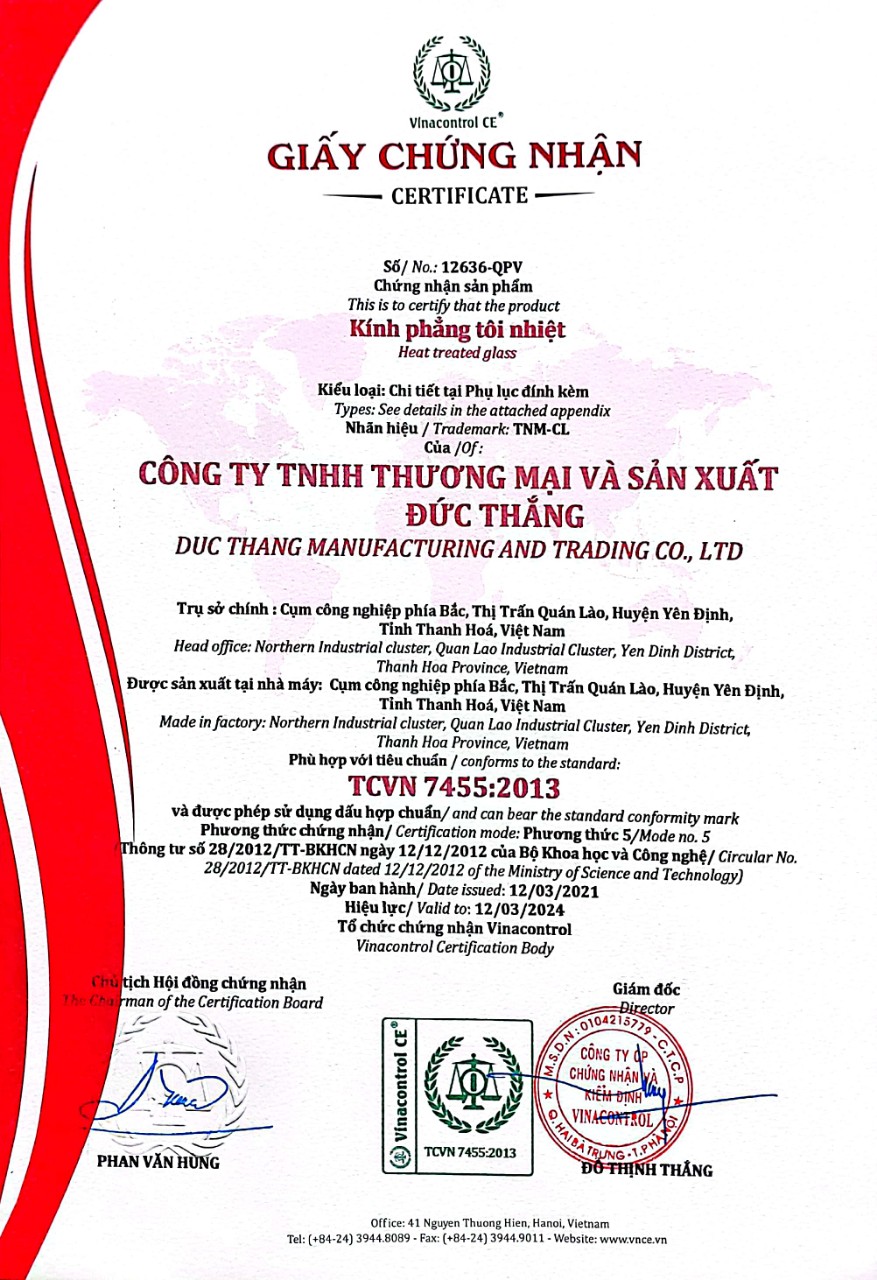 Vinacontrol CE®
GIẤY CHỨNG NHẬN
CERTIFICATE
Số/ No.: 12636-QPV
Chứng nhận sản phẩm
This is to certify that the product
Kính phẳng tôi nhiệt
Heat treated glass
Kiểu loại: Chi tiết tại Phụ lục đính kèm
Types: See details in the attached appendix
Nhãn hiệu / Trademark: TNM-CL
Của /Of:
CÔNG TY TNHH THƯƠNG MẠI VÀ SẢN XUẤT
ĐỨC THẮNG
DUC THANG MANUFACTURING AND TRADING CO., LTD
Trụ sở chính : Cụm công nghiệp phía Bắc, Thị Trấn Quán Lào, Huyện Yên Định,
Tỉnh Thanh Hoá, Việt Nam
Head office: Northern Industrial cluster, Quan Lao Industrial Cluster, Yen Dinh District,
Thanh Hoa Province, Vietnam
Được sản xuất tại nhà máy: Cụm công nghiệp phía Bắc, Thị Trấn Quán Lào, Huyện Yên Định,
Tỉnh Thanh Hoá, Việt Nam
Made in factory: Northern Industrial cluster, Quan Lao Industrial Cluster, Yen Dinh District,
Thanh Hoa Province, Vietnam
Phù hợp với tiêu chuẩn / conforms to the standard:
TCVN 7455:2013
và được phép sử dụng dấu hợp chuẩn/ and can bear the standard conformity mark
Phương thức chứng nhận/ Certification mode: Phương thức 5/Mode no. 5
Thông tư số 28/2012/TT-BKHCN ngày 12/12/2012 của Bộ Khoa học và Công nghệ/ Circular No.
28/2012/TT-BKHCN dated 12/12/2012 of the Ministry of Science and Technology)
Ngày ban hành/ Date issued: 12/03/2021
Hiệu lực/ Valid to: 12/03/2024
Tổ chức chứng nhận Vinacontrol
Vinacontrol Certification Body
Chủ tịch Hội đồng chứng nhận
The Chairman of the Certification Board
PHAN VĂN HÙNG
Vinacontrol CE®
TCVN 7455:2013
Giám đốc
Director
M.S.D.N: 0104215779 - C.T.C.P
CÔNG TY CP
CHỨNG NHẬN VÀ
KIỂM ĐỊNH
VINACONTROL
Q. HAI BÀ TRƯNG - T.P HÀ NỘI
ĐỖ THỊNH THẮNG
Office: 41 Nguyen Thuong Hien, Hanoi, Vietnam
Tel: (+84-24) 3944.8089 - Fax: (+84-24) 3944.9011 - Website: www.vnce.vn